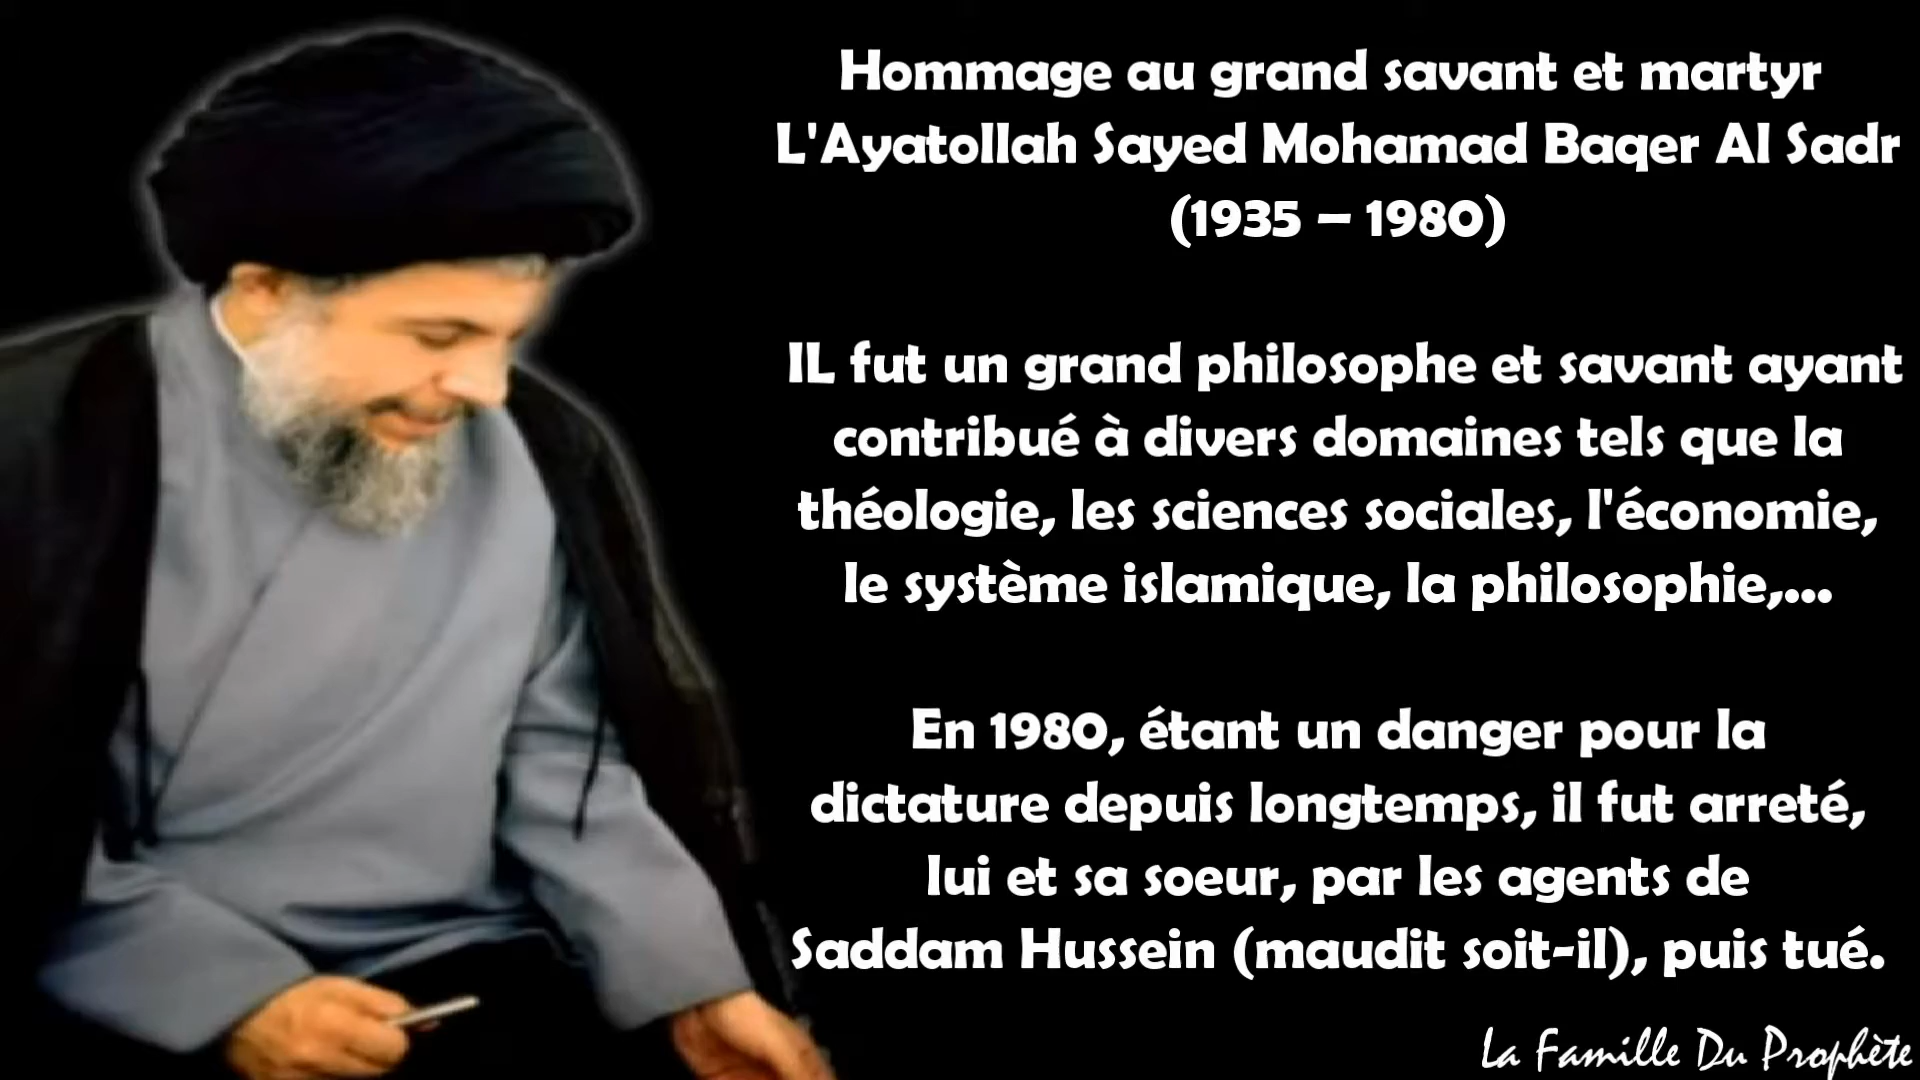 Hommage au grand savant et martyr
L'Ayatollah Sayed Mohamad Baqer Al Sadr
(1935 – 1980)
IL fut un grand philosophe et savant ayant
contribué à divers domaines tels que la
théologie, les sciences sociales, l'économie,
le système islamique, la philosophie,...
En 1980, étant un danger pour la
dictature depuis longtemps, il fut arreté,
lui et sa soeur, par les agents de
Saddam Hussein (maudit soit-il), puis tué.
La Famille Du Prophète